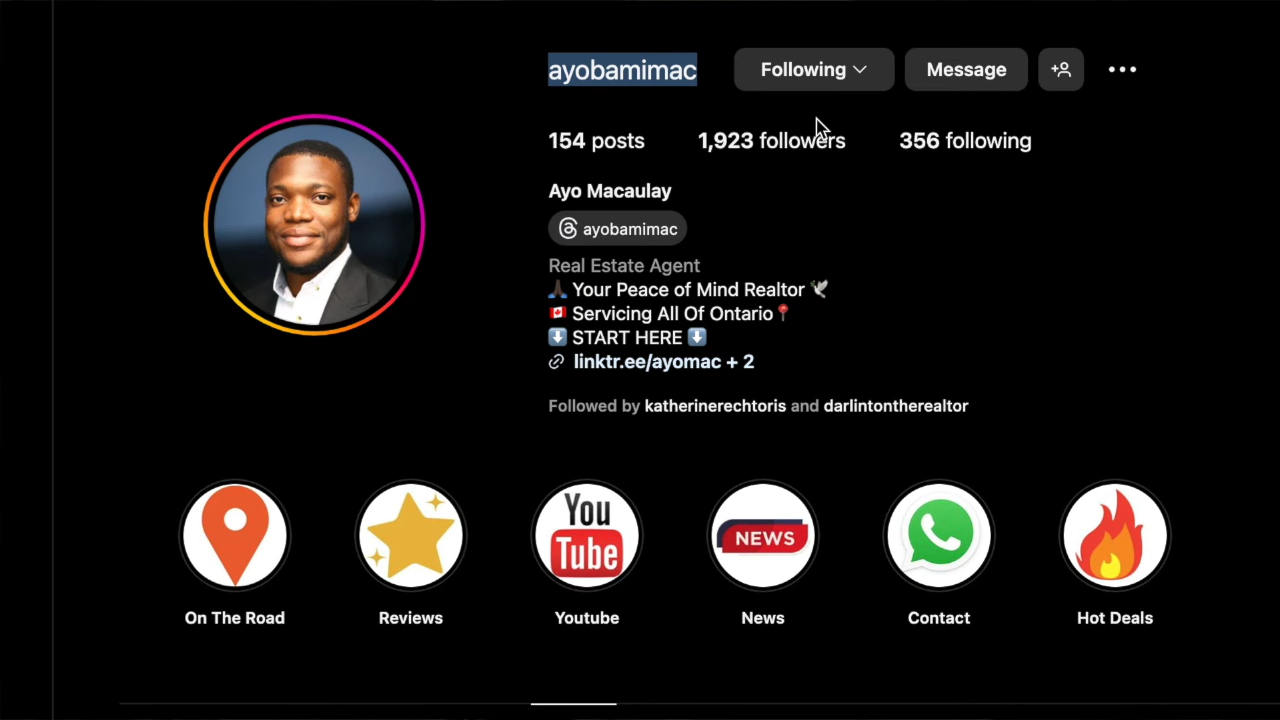 ayobamimac Following Message
154 posts 1,923 followers 356 following
Ayo Macaulay
ayobamimac
Real Estate Agent
🙏🏿 Your Peace of Mind Realtor 🕊️
🇨🇦 Servicing All Of Ontario📍
⬇️ START HERE ⬇️
linktr.ee/ayomac + 2
Followed by katherinerechtoris and darlintontherealtor
You
Tube
NEWS
On The Road Reviews Youtube News Contact Hot Deals